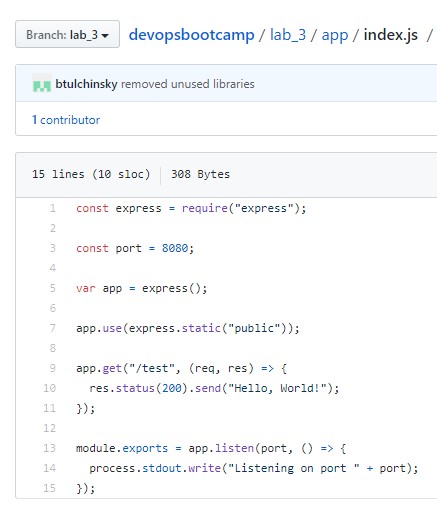 Branch: lab_3 devopsbootcamp / lab_3 / app / index.js /
btulchinsky removed unused libraries
1 contributor
15 lines (10 sloc) 308 Bytes
1 const express = require("express");
2
3 const port = 8080;
4
5 var app = express();
6
7 app.use(express.static("public"));
8
9 app.get("/test", (req, res) => {
10 res.status(200).send("Hello, World!");
11 });
12
13 module.exports = app.listen(port, () => {
14 process.stdout.write("Listening on port " + port);
15 });